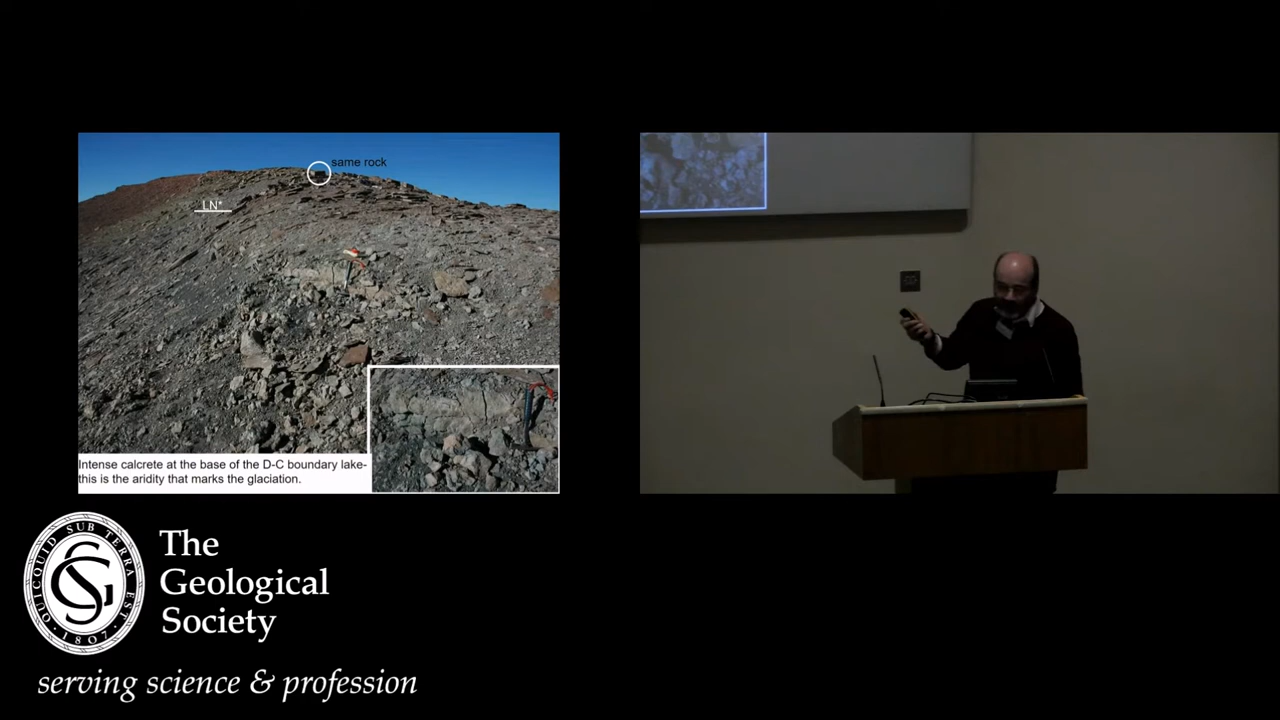 same rock
LN*
Intense calcrete at the base of the D-C boundary lake-
this is the aridity that marks the glaciation.
QUICQUID SUB TERRA EST
·1807·
The
Geological
Society
serving science & profession